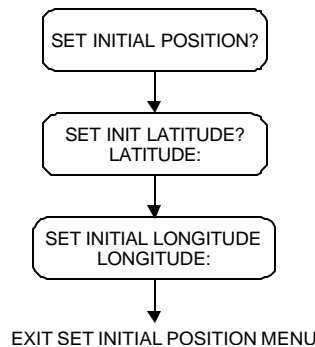 SET INITIAL POSITION?
SET INIT LATITUDE?
LATITUDE:
SET INITIAL LONGITUDE
LONGITUDE:
EXIT SET INITIAL POSITION MENU